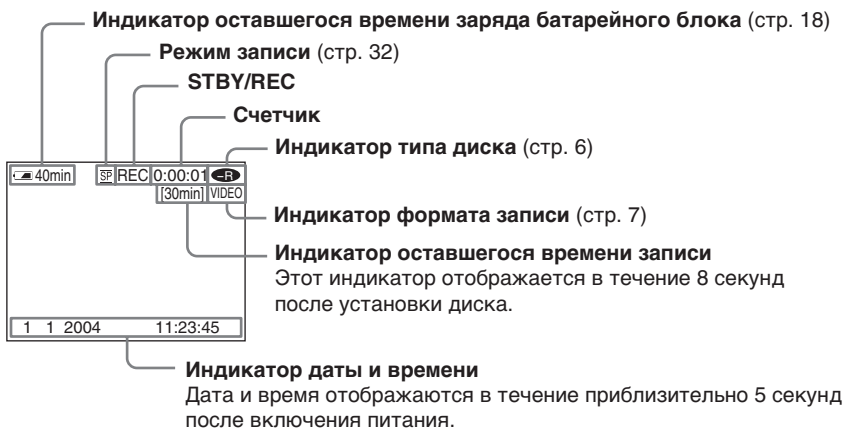 Индикатор оставшегося времени заряда батарейного блока (стр. 18)
Режим записи (стр. 32)
STBY/REC
Счетчик
Индикатор типа диска (стр. 6)
40min SP REC 0:00:01 -R
[30min] VIDEO
Индикатор формата записи (стр. 7)
Индикатор оставшегося времени записи
Этот индикатор отображается в течение 8 секунд
после установки диска.
1 1 2004 11:23:45
Индикатор даты и времени
Дата и время отображаются в течение приблизительно 5 секунд
после включения питания.